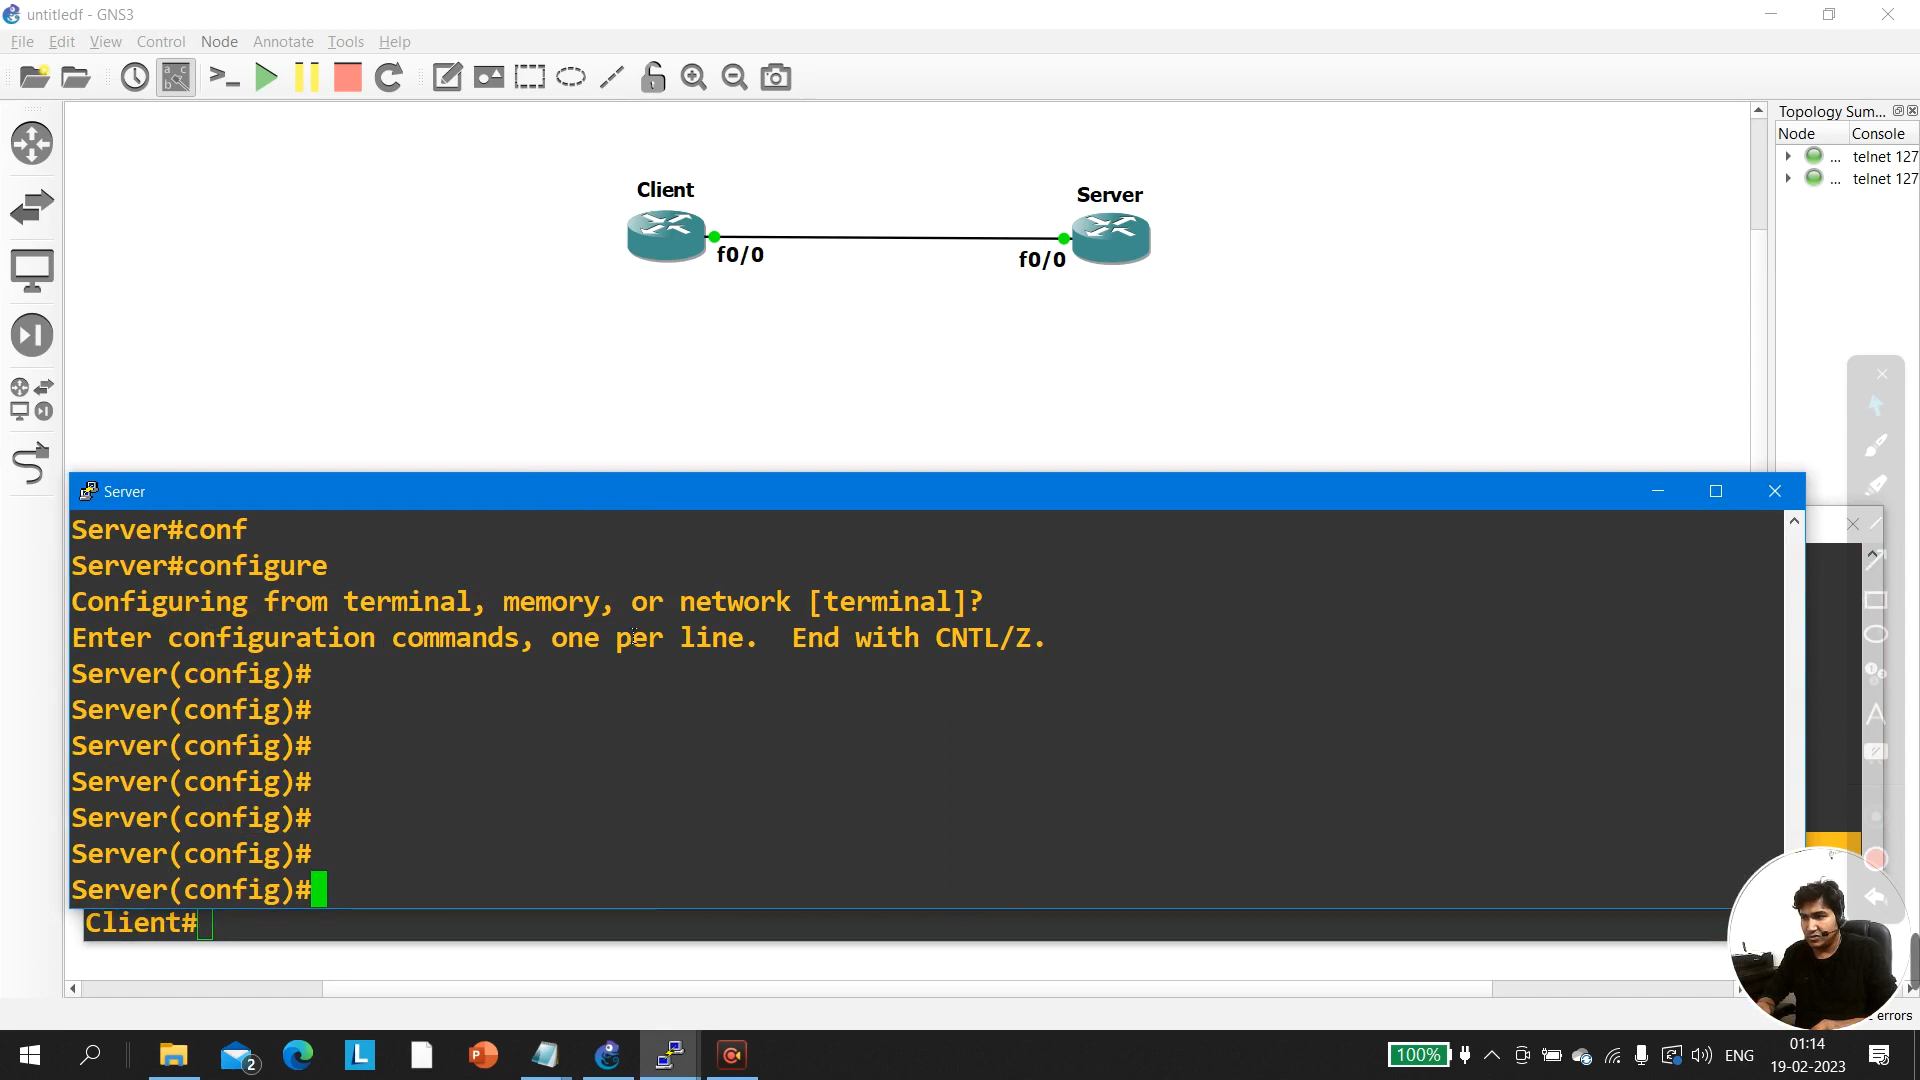 untitledf - GNS3
File Edit View Control Node Annotate Tools Help
Topology Sum...
Node Console
... telnet 127
... telnet 127
Client
Server
f0/0
f0/0
Server
Server#conf
Server#configure
Configuring from terminal, memory, or network [terminal]?
Enter configuration commands, one per line.  End with CNTL/Z.
Server(config)#
Server(config)#
Server(config)#
Server(config)#
Server(config)#
Server(config)#
Server(config)#
Client#
errors
2
100%
ENG
01:14
19-02-2023